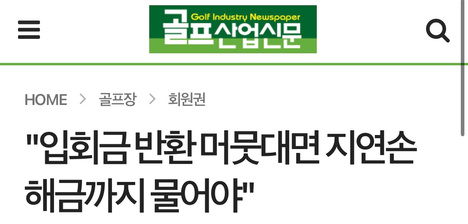 Golf Industry Newspaper
골프산업신문
HOME > 골프장 > 회원권
"입회금 반환 머뭇대면 지연손
해금까지 물어야"